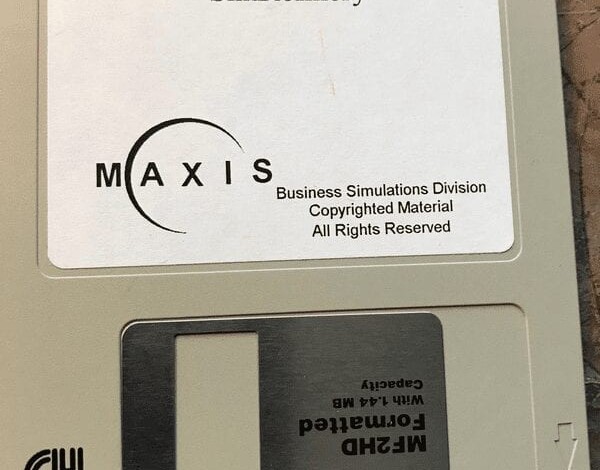 MAXIS
Business Simulations Division
Copyrighted Material
All Rights Reserved
MF2HD
Formatted
With 1.44 MB
Capacity